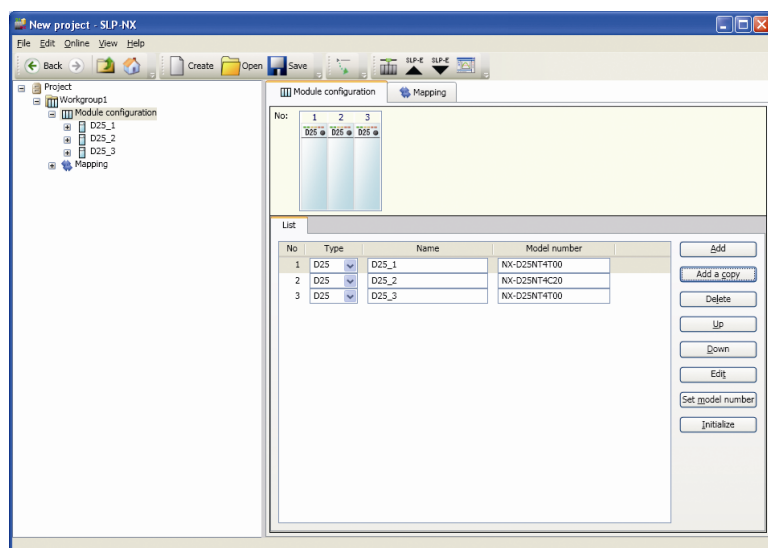 New project - SLP-NX
File Edit Online View Help
Back Create Open Save SLP-E SLP-E
Project
Workgroup1
Module configuration
D25_1
D25_2
D25_3
Mapping
Module configuration Mapping
No: 1 2 3
D25 D25 D25
List
No Type Name Model number
1 D25 D25_1 NX-D25NT4T00
2 D25 D25_2 NX-D25NT4C20
3 D25 D25_3 NX-D25NT4T00
Add
Add a copy
Delete
Up
Down
Edit
Set model number
Initialize